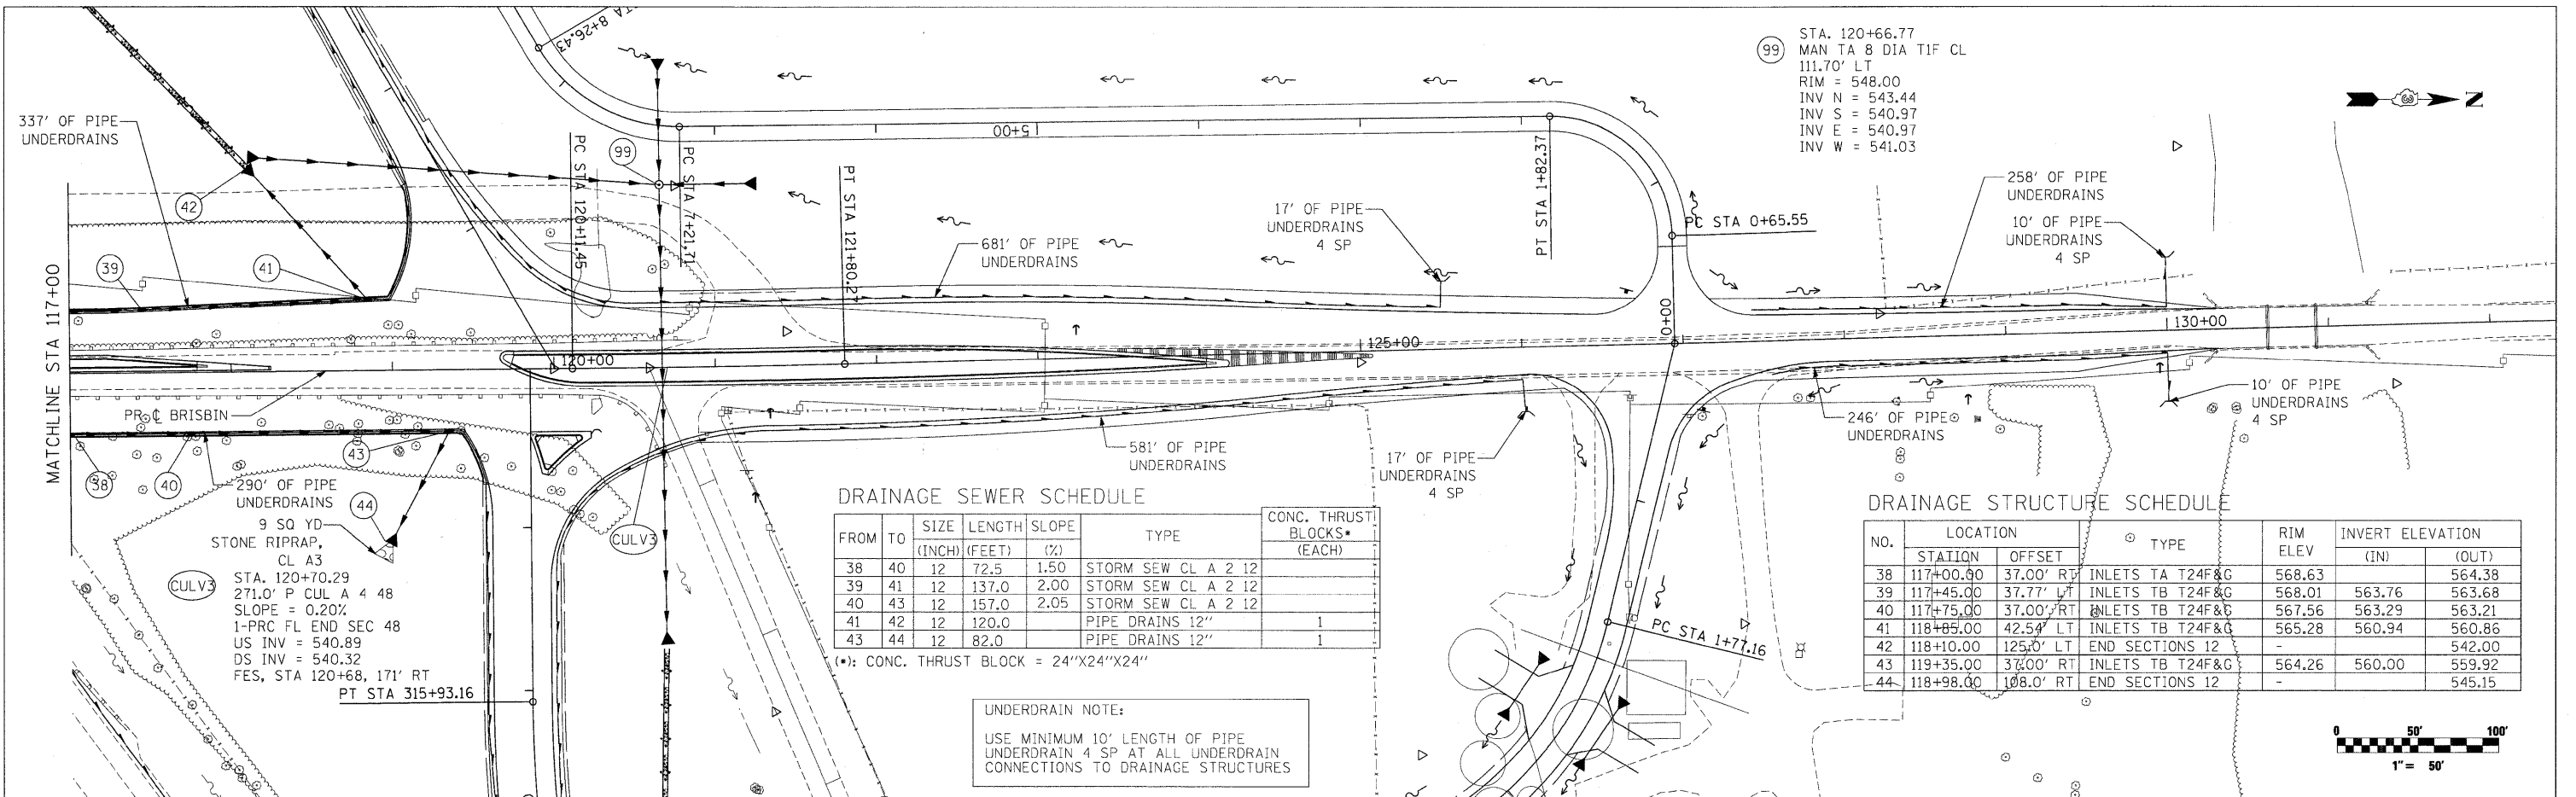 STA 8+26.43
99
STA. 120+66.77
MAN TA 8 DIA T1F CL
111.70' LT
RIM = 548.00
INV N = 543.44
INV S = 540.97
INV E = 540.97
INV W = 541.03
N
337' OF PIPE
UNDERDRAINS
5+00
PC STA 120+11.45
99
PC STA 7+21.71
PT STA 121+80.21
PT STA 1+82.37
PC STA 0+65.55
42
39
41
681' OF PIPE
UNDERDRAINS
17' OF PIPE
UNDERDRAINS
4 SP
258' OF PIPE
UNDERDRAINS
10' OF PIPE
UNDERDRAINS
4 SP
MATCHLINE STA 117+00
120+00
125+00
0+00
130+00
PR ℄ BRISBIN
38
40
43
290' OF PIPE
UNDERDRAINS
44
9 SQ YD
STONE RIPRAP,
CL A3
CULV3
CULV3
STA. 120+70.29
271.0' P CUL A 4 48
SLOPE = 0.20%
1-PRC FL END SEC 48
US INV = 540.89
DS INV = 540.32
FES, STA 120+68, 171' RT
PT STA 315+93.16
581' OF PIPE
UNDERDRAINS
17' OF PIPE
UNDERDRAINS
4 SP
246' OF PIPE
UNDERDRAINS
10' OF PIPE
UNDERDRAINS
4 SP
PC STA 1+77.16
DRAINAGE SEWER SCHEDULE
FROM TO SIZE (INCH) LENGTH (FEET) SLOPE (%) TYPE CONC. THRUST BLOCKS* (EACH)
38 40 12 72.5 1.50 STORM SEW CL A 2 12
39 41 12 137.0 2.00 STORM SEW CL A 2 12
40 43 12 157.0 2.05 STORM SEW CL A 2 12
41 42 12 120.0 PIPE DRAINS 12" 1
43 44 12 82.0 PIPE DRAINS 12" 1
(*): CONC. THRUST BLOCK = 24"X24"X24"
UNDERDRAIN NOTE:
USE MINIMUM 10' LENGTH OF PIPE
UNDERDRAIN 4 SP AT ALL UNDERDRAIN
CONNECTIONS TO DRAINAGE STRUCTURES
DRAINAGE STRUCTURE SCHEDULE
NO. LOCATION TYPE RIM ELEV INVERT ELEVATION
STATION OFFSET (IN) (OUT)
38 117+00.00 37.00' RT INLETS TA T24F&G 568.63 564.38
39 117+45.00 37.77' LT INLETS TB T24F&G 568.01 563.76 563.68
40 117+75.00 37.00' RT INLETS TB T24F&G 567.56 563.29 563.21
41 118+85.00 42.54' LT INLETS TB T24F&G 565.28 560.94 560.86
42 118+10.00 125.0' LT END SECTIONS 12 - 542.00
43 119+35.00 37.00' RT INLETS TB T24F&G 564.26 560.00 559.92
44 118+98.00 108.0' RT END SECTIONS 12 - 545.15
0 50' 100'
1" = 50'